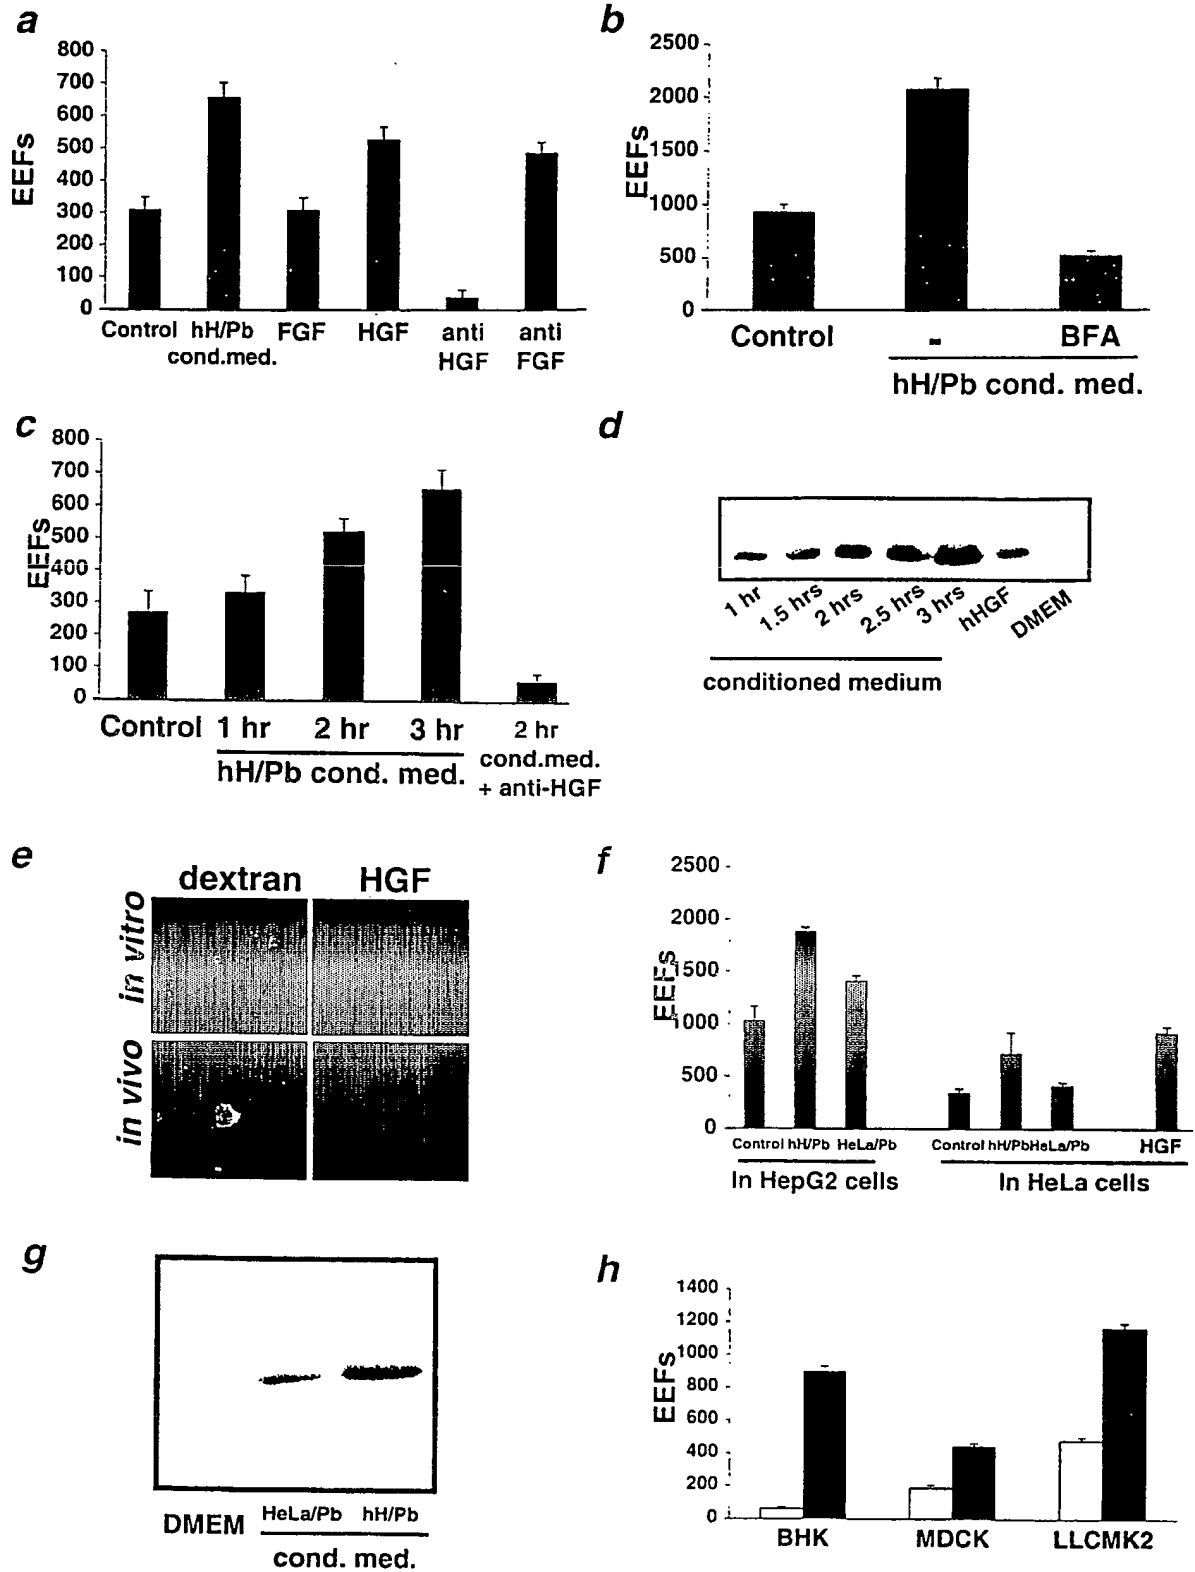 a
800
700
600
500
400
300
200
100
0
EEFs
Control hH/Pb FGF HGF anti anti
cond.med. HGF FGF
b
2500
2000
1500
1000
500
0
EEFs
Control - BFA
hH/Pb cond. med.
c
800
700
600
500
400
300
200
100
0
EEFs
Control 1 hr 2 hr 3 hr 2 hr
hH/Pb cond. med. cond.med.
+ anti-HGF
d
1 hr 1.5 hrs 2 hrs 2.5 hrs 3 hrs hHGF DMEM
conditioned medium
e
dextran HGF
in vitro
in vivo
f
2500
2000
1500
1000
500
0
EEFs
Control hH/Pb HeLa/Pb Control hH/Pb HeLa/Pb HGF
In HepG2 cells In HeLa cells
g
DMEM HeLa/Pb hH/Pb
cond. med.
h
1400
1200
1000
800
600
400
200
0
EEFs
BHK MDCK LLCMK2